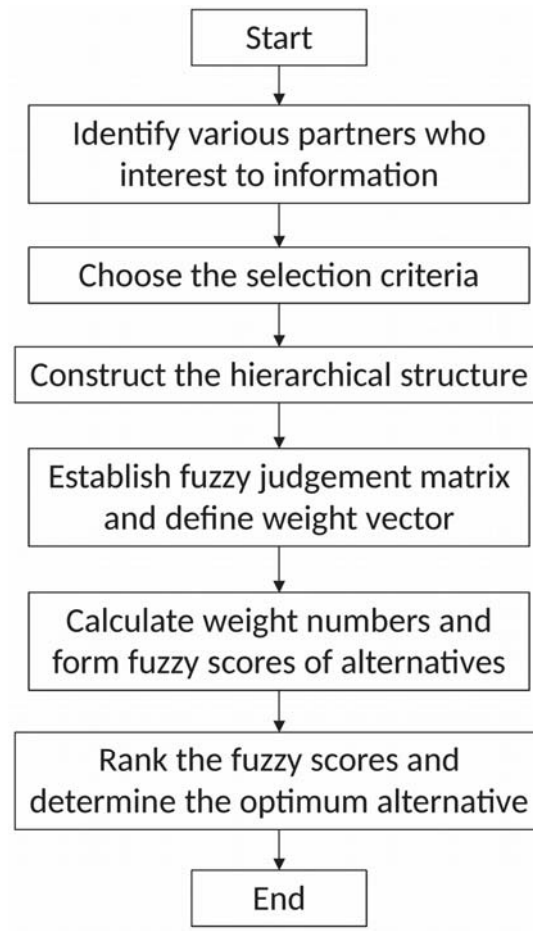 Start
Identify various partners who
interest to information
Choose the selection criteria
Construct the hierarchical structure
Establish fuzzy judgement matrix
and define weight vector
Calculate weight numbers and
form fuzzy scores of alternatives
Rank the fuzzy scores and
determine the optimum alternative
End